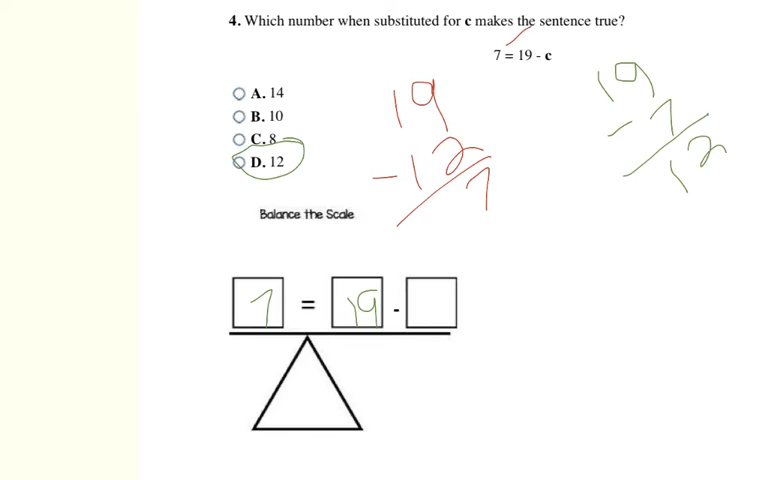 4. Which number when substituted for c makes the sentence true?
7 = 19 - c
A. 14
B. 10
C. 8
D. 12
19
- 12
7
19
- 7
12
Balance the Scale
7 = 19 -